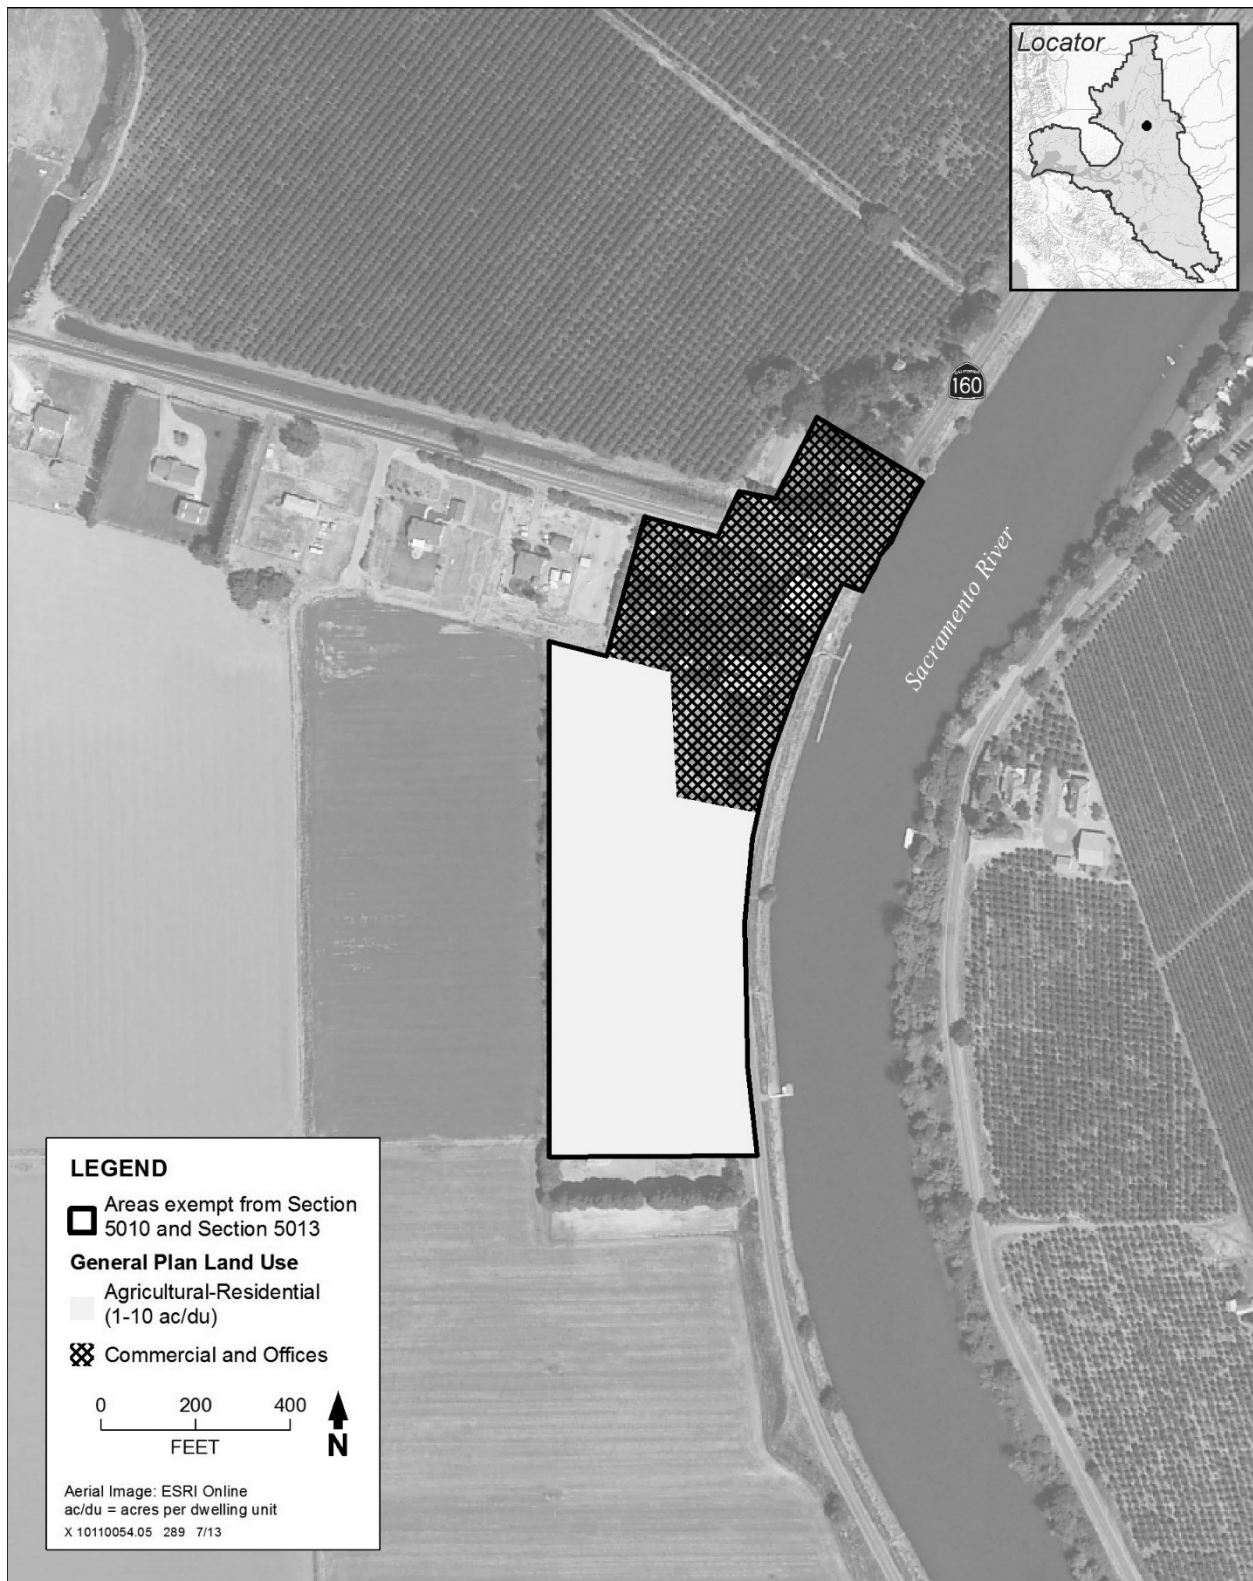 Locator
CALIFORNIA
160
Sacramento River
LEGEND
Areas exempt from Section
5010 and Section 5013
General Plan Land Use
Agricultural-Residential
(1-10 ac/du)
Commercial and Offices
0 200 400
FEET
N
Aerial Image: ESRI Online
ac/du = acres per dwelling unit
X 10110054.05 289 7/13